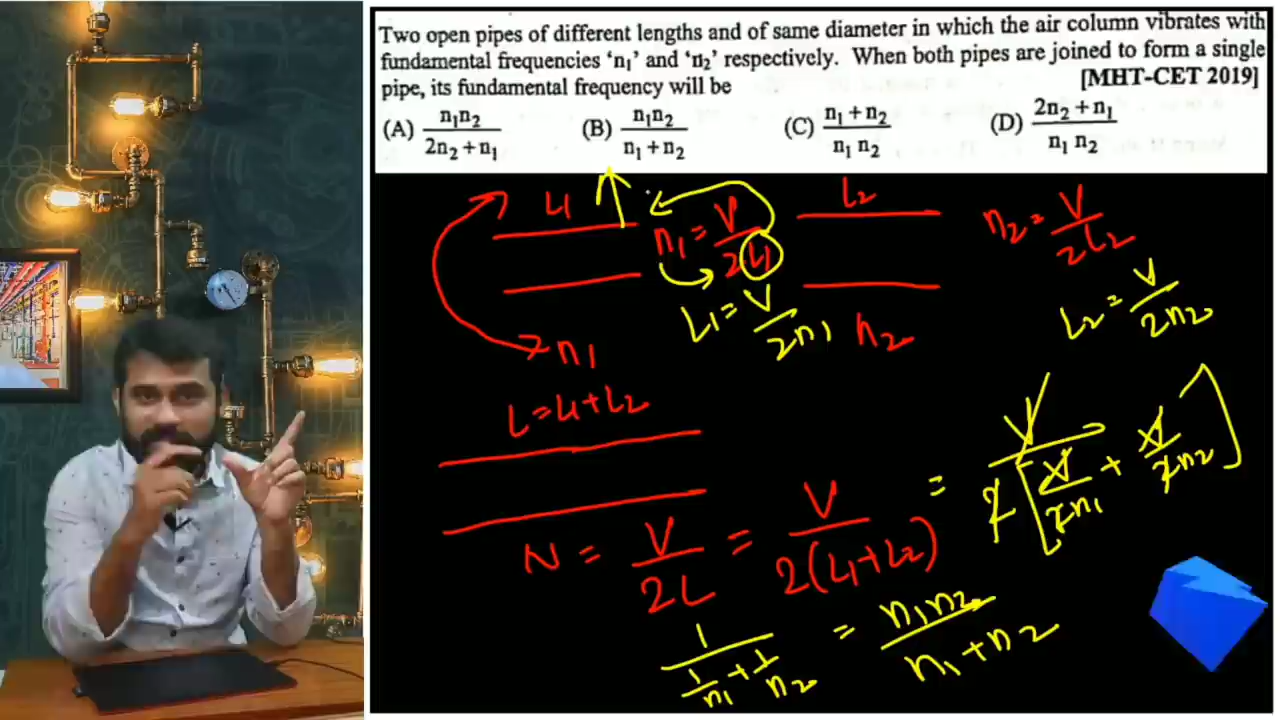 Two open pipes of different lengths and of same diameter in which the air column vibrates with
fundamental frequencies 'n₁' and 'n₂' respectively. When both pipes are joined to form a single
pipe, its fundamental frequency will be [MHT-CET 2019]
(A) n₁n₂ / 2n₂ + n₁ (B) n₁n₂ / n₁ + n₂ (C) n₁ + n₂ / n₁ n₂ (D) 2n₂ + n₁ / n₁ n₂
L₁
n₁ = V / 2L₁
L₂
n₂ = V / 2L₂
L₁ = V / 2n₁
L₂ = V / 2n₂
n₁
n₂
L = L₁ + L₂
N = V / 2L = V / 2(L₁ + L₂) = V / 2[V / 2n₁ + V / 2n₂]
1 / 1/n₁ + 1/n₂ = n₁n₂ / n₁ + n₂